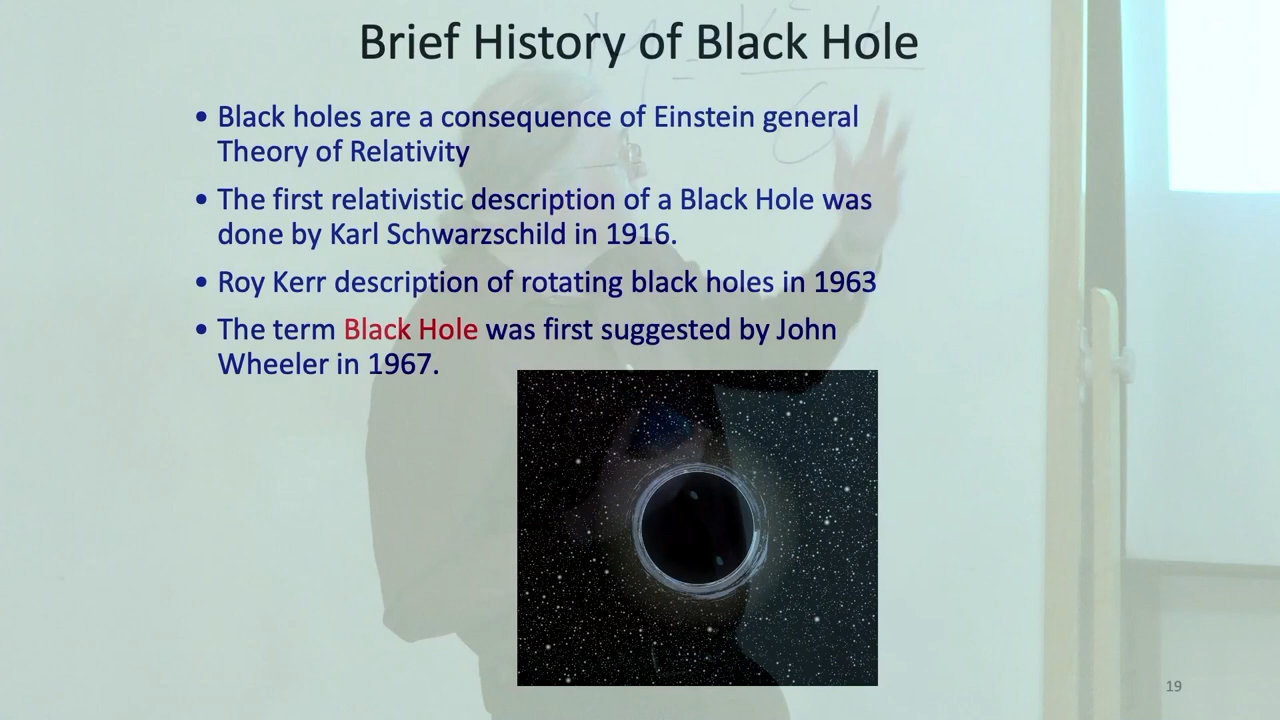 Brief History of Black Hole
• Black holes are a consequence of Einstein general
Theory of Relativity
• The first relativistic description of a Black Hole was
done by Karl Schwarzschild in 1916.
• Roy Kerr description of rotating black holes in 1963
• The term Black Hole was first suggested by John
Wheeler in 1967.
19